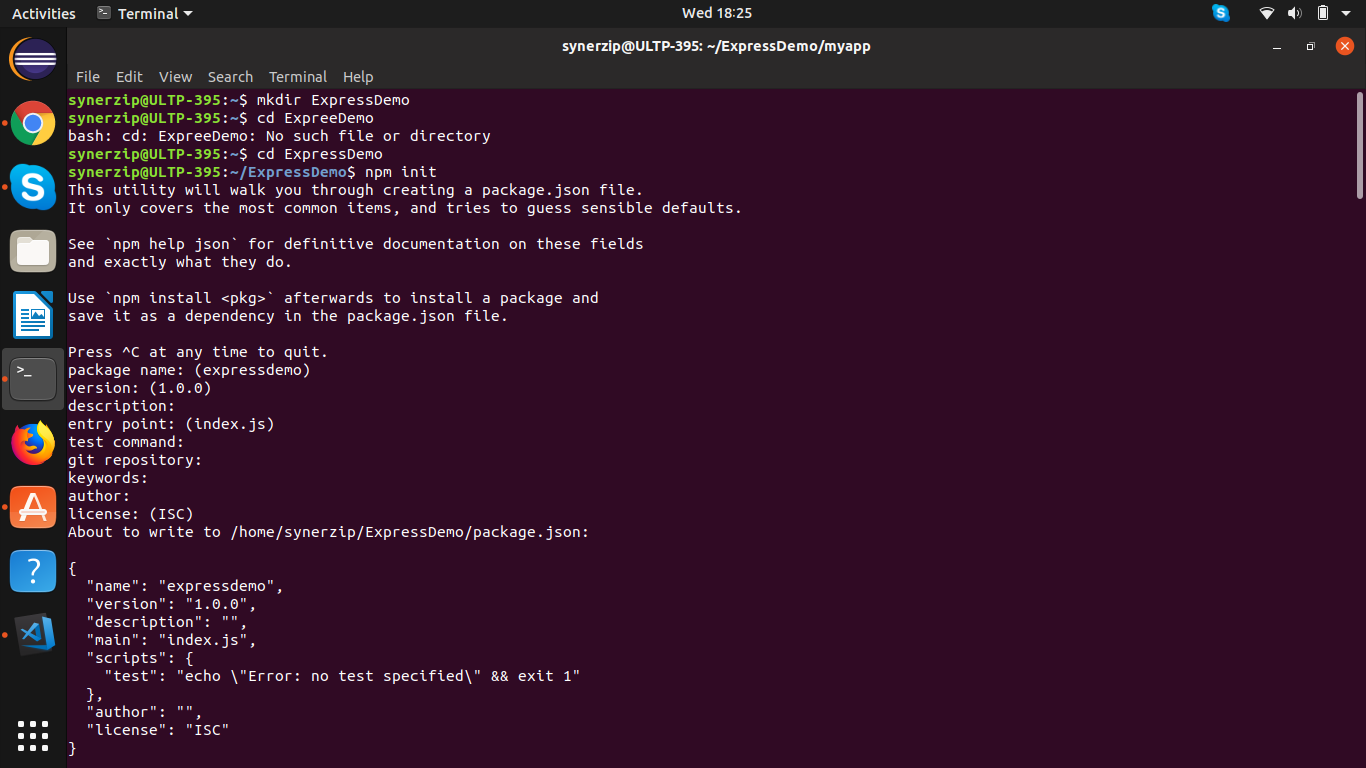 Activities
Terminal
Wed 18:25
synerzip@ULTP-395: ~/ExpressDemo/myapp
File Edit View Search Terminal Help
synerzip@ULTP-395:~$ mkdir ExpressDemo
synerzip@ULTP-395:~$ cd ExpreeDemo
bash: cd: ExpreeDemo: No such file or directory
synerzip@ULTP-395:~$ cd ExpressDemo
synerzip@ULTP-395:~/ExpressDemo$ npm init
This utility will walk you through creating a package.json file.
It only covers the most common items, and tries to guess sensible defaults.

See `npm help json` for definitive documentation on these fields
and exactly what they do.

Use `npm install <pkg>` afterwards to install a package and
save it as a dependency in the package.json file.

Press ^C at any time to quit.
package name: (expressdemo)
version: (1.0.0)
description:
entry point: (index.js)
test command:
git repository:
keywords:
author:
license: (ISC)
About to write to /home/synerzip/ExpressDemo/package.json:

{
  "name": "expressdemo",
  "version": "1.0.0",
  "description": "",
  "main": "index.js",
  "scripts": {
    "test": "echo \"Error: no test specified\" && exit 1"
  },
  "author": "",
  "license": "ISC"
}